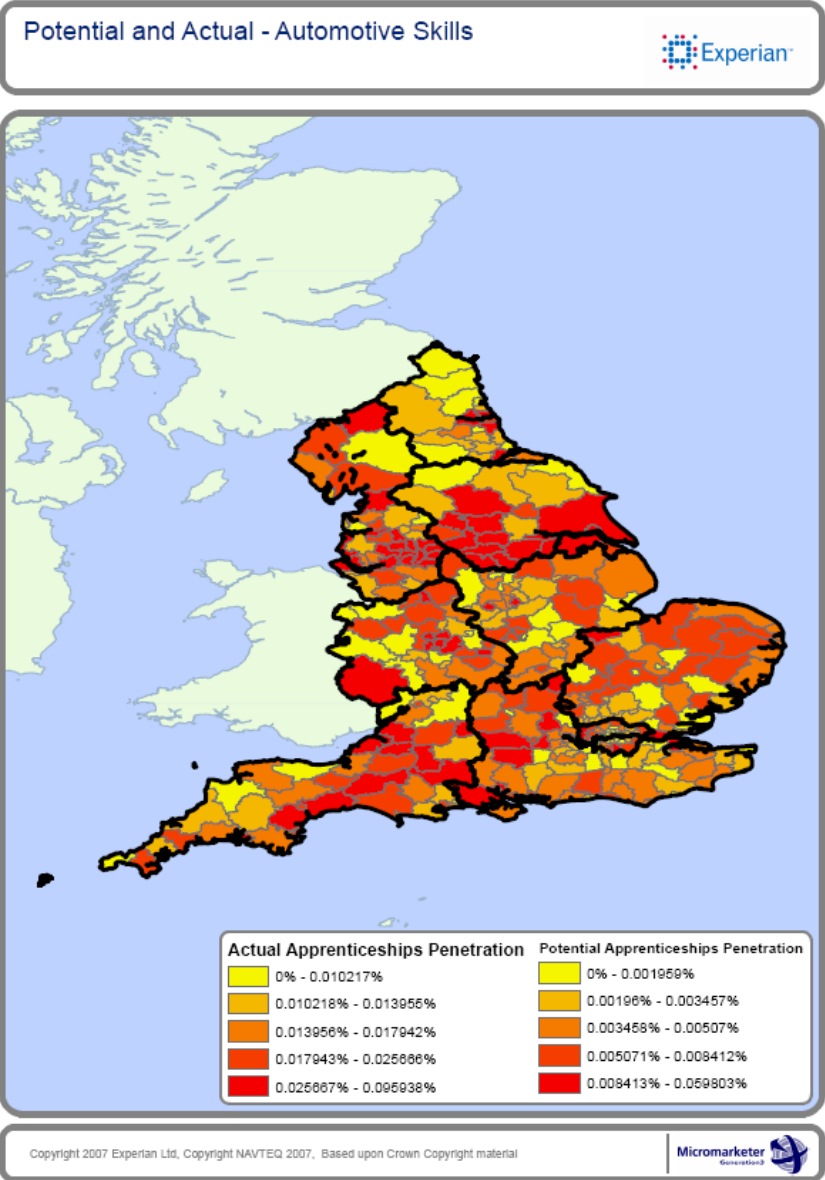 Potential and Actual - Automotive Skills
Experian™
Actual Apprenticeships Penetration
0% - 0.010217%
0.010218% - 0.013955%
0.013956% - 0.017942%
0.017943% - 0.025666%
0.025667% - 0.095938%
Potential Apprenticeships Penetration
0% - 0.001959%
0.00196% - 0.003457%
0.003458% - 0.00507%
0.005071% - 0.008412%
0.008413% - 0.059803%
Copyright 2007 Experian Ltd, Copyright NAVTEQ 2007, Based upon Crown Copyright material
Micromarketer
Generation3